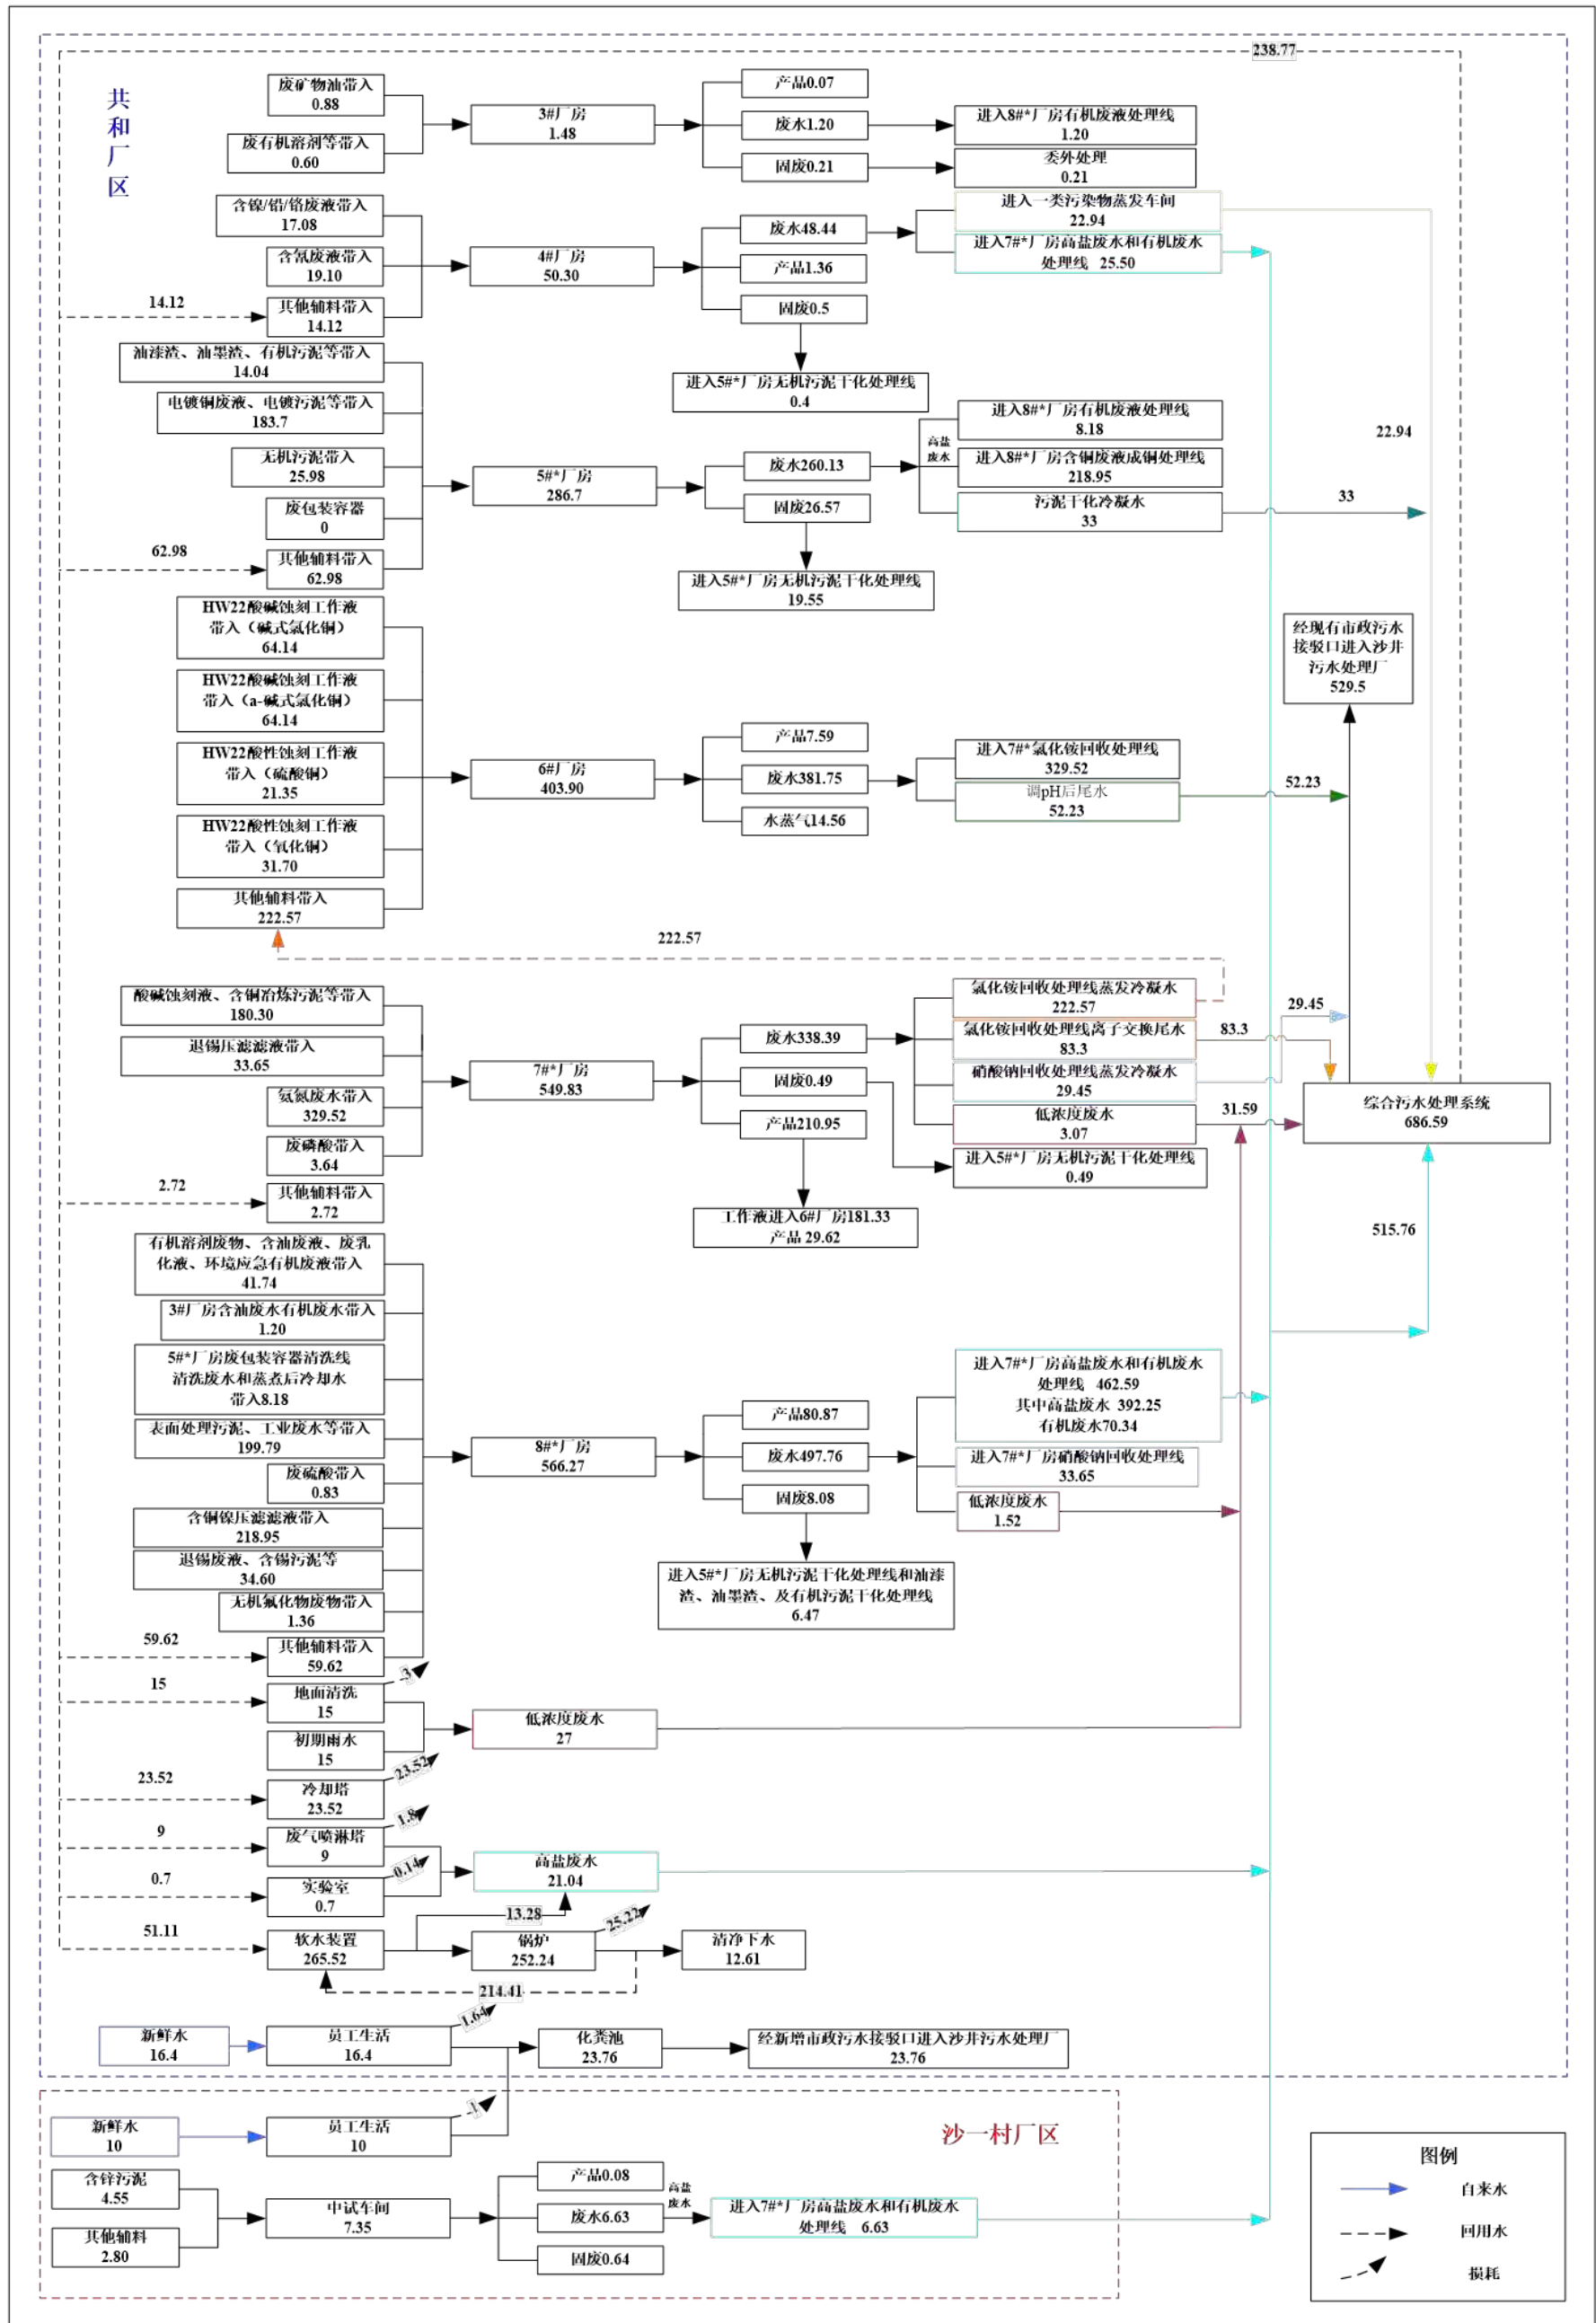 238.77
共和厂区
废矿物油带入
0.88
废有机溶剂等带入
0.60
3#厂房
1.48
产品0.07
废水1.20
固废0.21
进入8#*厂房有机废液处理线
1.20
委外处理
0.21
含镍/铅/铬废液带入
17.08
含氰废液带入
19.10
14.12
其他辅料带入
14.12
4#厂房
50.30
废水48.44
产品1.36
固废0.5
进入一类污染物蒸发车间
22.94
进入7#*厂房高盐废水和有机废水
处理线 25.50
进入5#*厂房无机污泥干化处理线
0.4
22.94
油漆渣、油墨渣、有机污泥等带入
14.04
电镀铜废液、电镀污泥等带入
183.7
无机污泥带入
25.98
废包装容器
0
62.98
其他辅料带入
62.98
5#*厂房
286.7
废水260.13
固废26.57
高盐
废水
进入8#*厂房有机废液处理线
8.18
进入8#*厂房含铜废液成铜处理线
218.95
污泥干化冷凝水
33
33
进入5#*厂房无机污泥干化处理线
19.55
HW22酸碱蚀刻工作液
带入（碱式氯化铜）
64.14
HW22酸碱蚀刻工作液
带入（a-碱式氯化铜）
64.14
HW22酸性蚀刻工作液
带入（硫酸铜）
21.35
HW22酸性蚀刻工作液
带入（氧化铜）
31.70
其他辅料带入
222.57
6#厂房
403.90
产品7.59
废水381.75
水蒸气14.56
进入7#*氯化铵回收处理线
329.52
调pH后尾水
52.23
52.23
经现有市政污水
接驳口进入沙井
污水处理厂
529.5
222.57
酸碱蚀刻液、含铜冶炼污泥等带入
180.30
退锡压滤滤液带入
33.65
氨氮废水带入
329.52
废磷酸带入
3.64
2.72
其他辅料带入
2.72
7#*厂房
549.83
废水338.39
固废0.49
产品210.95
氯化铵回收处理线蒸发冷凝水
222.57
氯化铵回收处理线离子交换尾水
83.3
硝酸钠回收处理线蒸发冷凝水
29.45
低浓度废水
3.07
进入5#*厂房无机污泥干化处理线
0.49
工作液进入6#厂房181.33
产品 29.62
29.45
83.3
31.59
综合污水处理系统
686.59
515.76
有机溶剂废物、含油废液、废乳
化液、环境应急有机废液带入
41.74
3#厂房含油废水有机废水带入
1.20
5#*厂房废包装容器清洗线
清洗废水和蒸煮后冷却水
带入8.18
表面处理污泥、工业废水等带入
199.79
废硫酸带入
0.83
含铜镍压滤滤液带入
218.95
退锡废液、含锡污泥等
34.60
无机氟化物废物带入
1.36
59.62
其他辅料带入
59.62
8#*厂房
566.27
产品80.87
废水497.76
固废8.08
进入7#*厂房高盐废水和有机废水
处理线 462.59
其中高盐废水 392.25
有机废水70.34
进入7#*厂房硝酸钠回收处理线
33.65
低浓度废水
1.52
进入5#*厂房无机污泥干化处理线和油漆
渣、油墨渣、及有机污泥干化处理线
6.47
15
地面清洗
15
3
初期雨水
15
低浓度废水
27
23.52
冷却塔
23.52
23.52
9
废气喷淋塔
9
1.8
0.7
实验室
0.7
0.14
高盐废水
21.04
51.11
软水装置
265.52
13.28
锅炉
252.24
25.22
清净下水
12.61
214.41
新鲜水
16.4
员工生活
16.4
1.64
化粪池
23.76
经新增市政污水接驳口进入沙井污水处理厂
23.76
新鲜水
10
员工生活
10
1
沙一村厂区
含锌污泥
4.55
其他辅料
2.80
中试车间
7.35
产品0.08
废水6.63
固废0.64
高盐
废水
进入7#*厂房高盐废水和有机废水
处理线 6.63
图例
自来水
回用水
损耗